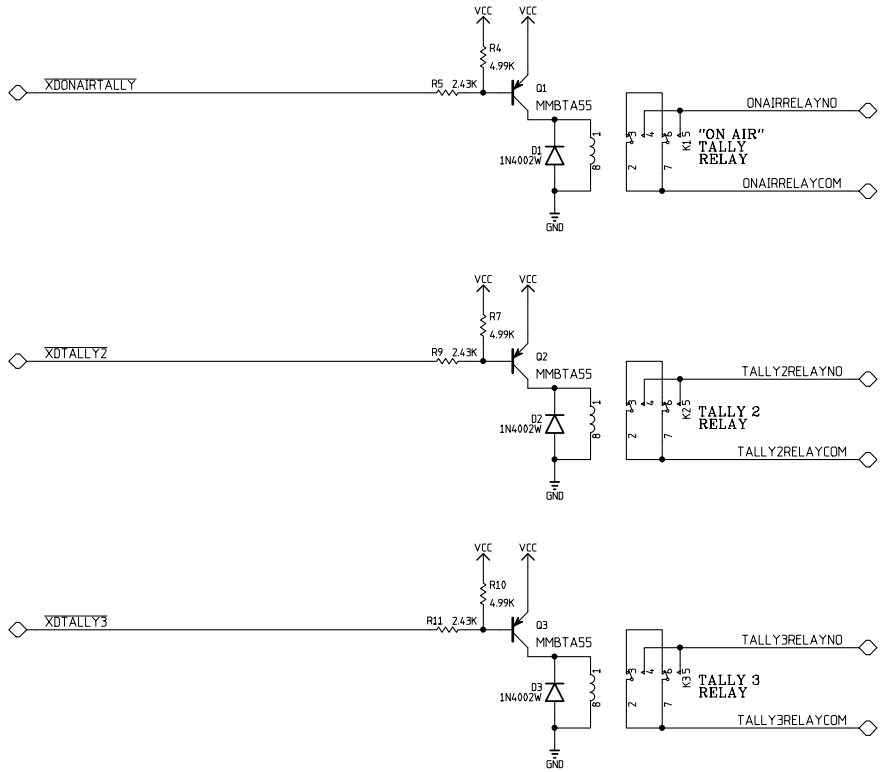 VCC VCC
R4
4.99K
XDONAIRTALLY
R5 2.43K
Q1
MMBTA55
ONAIRRELAYNO
D1
1N4002W
1
8
3 4 6 K1 5
2 7
"ON AIR"
TALLY
RELAY
ONAIRRELAYCOM
GND
VCC VCC
R7
4.99K
XDTALLY2
R9 2.43K
Q2
MMBTA55
TALLY2RELAYNO
D2
1N4002W
1
8
3 4 6 K2 5
2 7
TALLY 2
RELAY
TALLY2RELAYCOM
GND
VCC VCC
R10
4.99K
XDTALLY3
R11 2.43K
Q3
MMBTA55
TALLY3RELAYNO
D3
1N4002W
1
8
3 4 6 K3 5
2 7
TALLY 3
RELAY
TALLY3RELAYCOM
GND